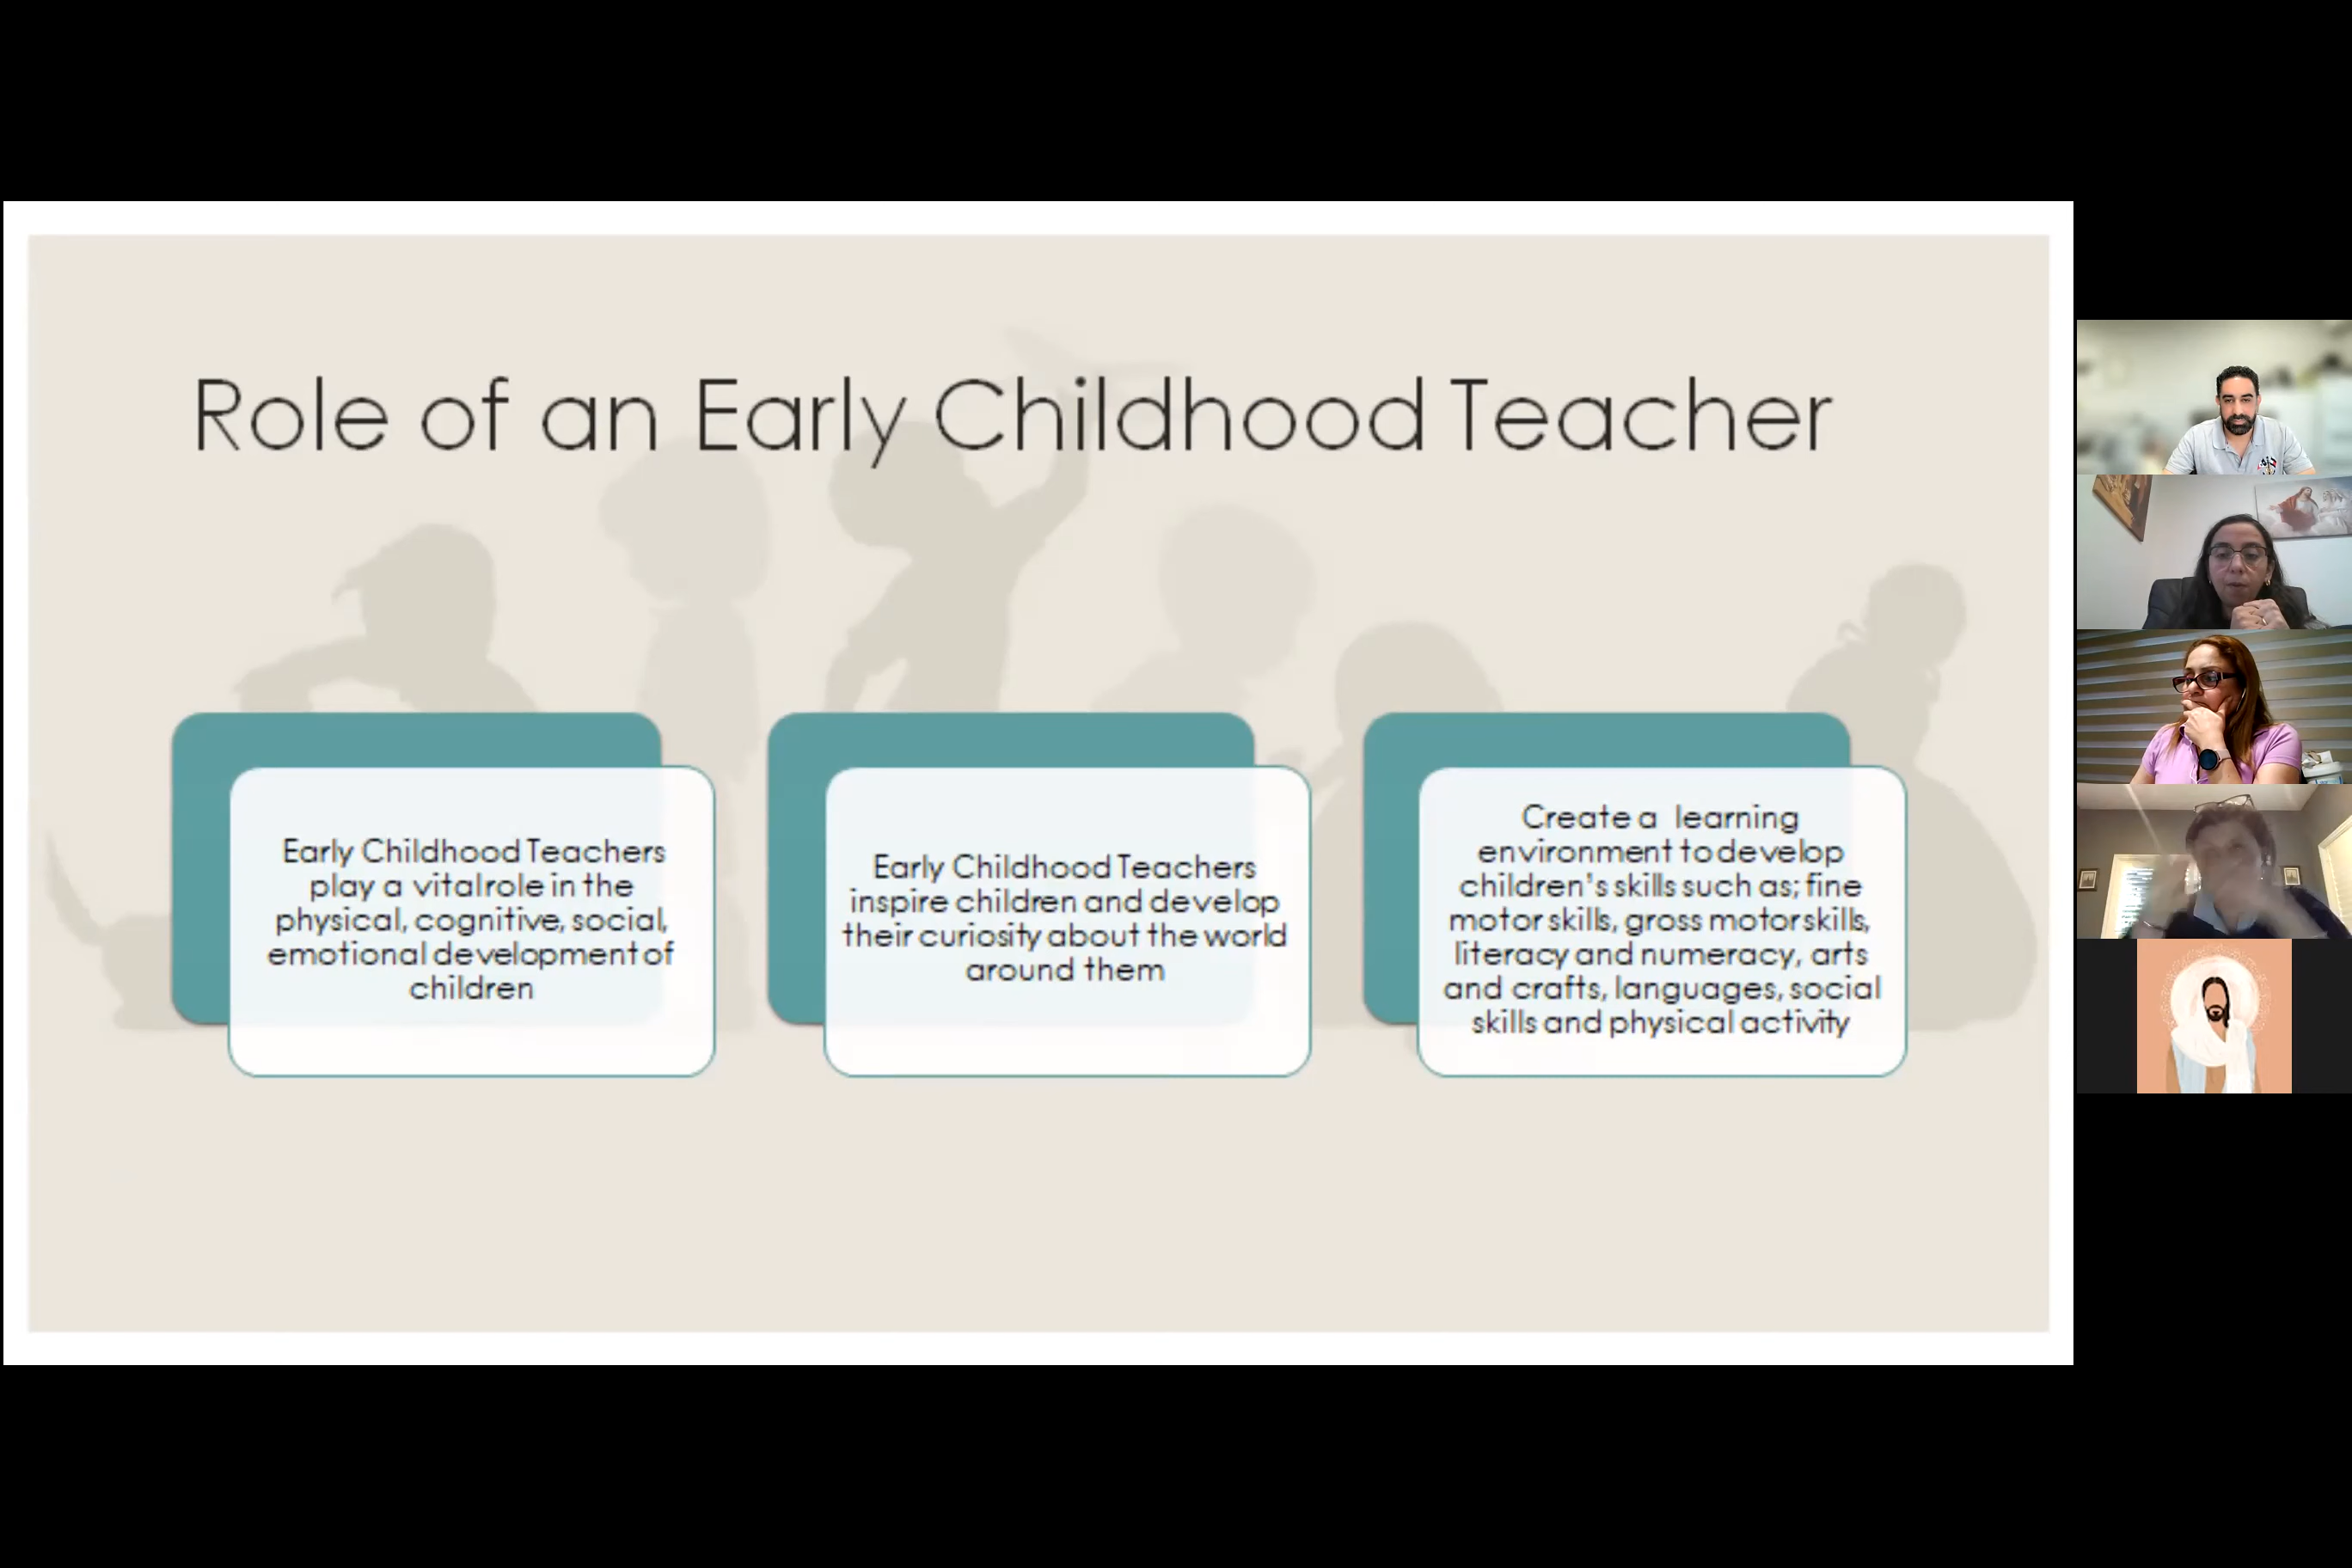 Role of an Early Childhood Teacher
Early Childhood Teachers
play a vital role in the
physical, cognitive, social,
emotional development of
children
Early Childhood Teachers
inspire children and develop
their curiosity about the world
around them
Create a learning
environment to develop
children's skills such as; fine
motor skills, gross motor skills,
literacy and numeracy, arts
and crafts, languages, social
skills and physical activity